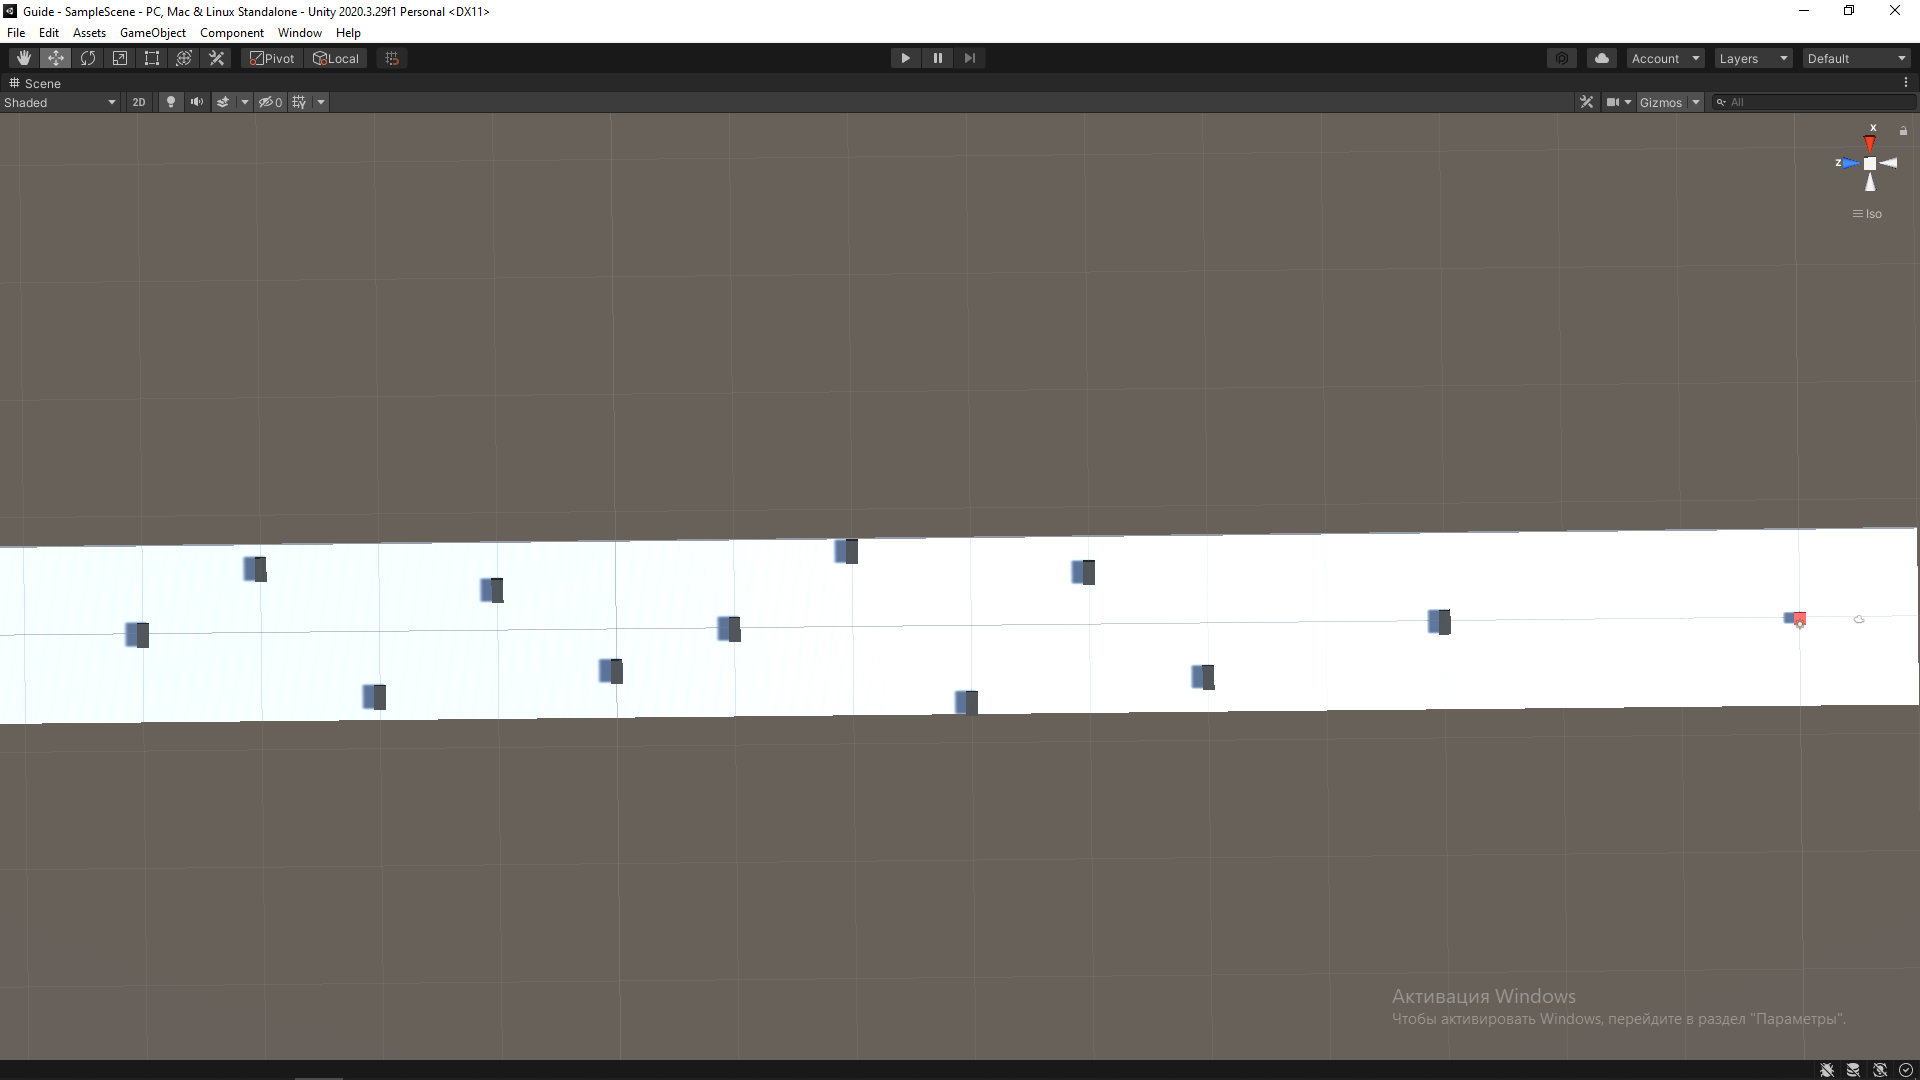 Guide - SampleScene - PC, Mac & Linux Standalone - Unity 2020.3.29f1 Personal <DX11>
File Edit Assets GameObject Component Window Help
Pivot Local Account Layers Default
Scene
Shaded 2D 0 Gizmos All
x
z
Iso
Активация Windows
Чтобы активировать Windows, перейдите в раздел "Параметры".